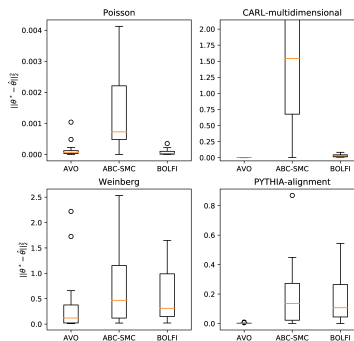 Poisson
0.004
0.003
0.002
0.001
0.000
||θ* − θ̂||₂²
AVO ABC-SMC BOLFI
CARL-multidimensional
2.00
1.75
1.50
1.25
1.00
0.75
0.50
0.25
0.00
AVO ABC-SMC BOLFI
Weinberg
2.5
2.0
1.5
1.0
0.5
0.0
||θ* − θ̂||₂²
AVO ABC-SMC BOLFI
PYTHIA-alignment
0.8
0.6
0.4
0.2
0.0
AVO ABC-SMC BOLFI